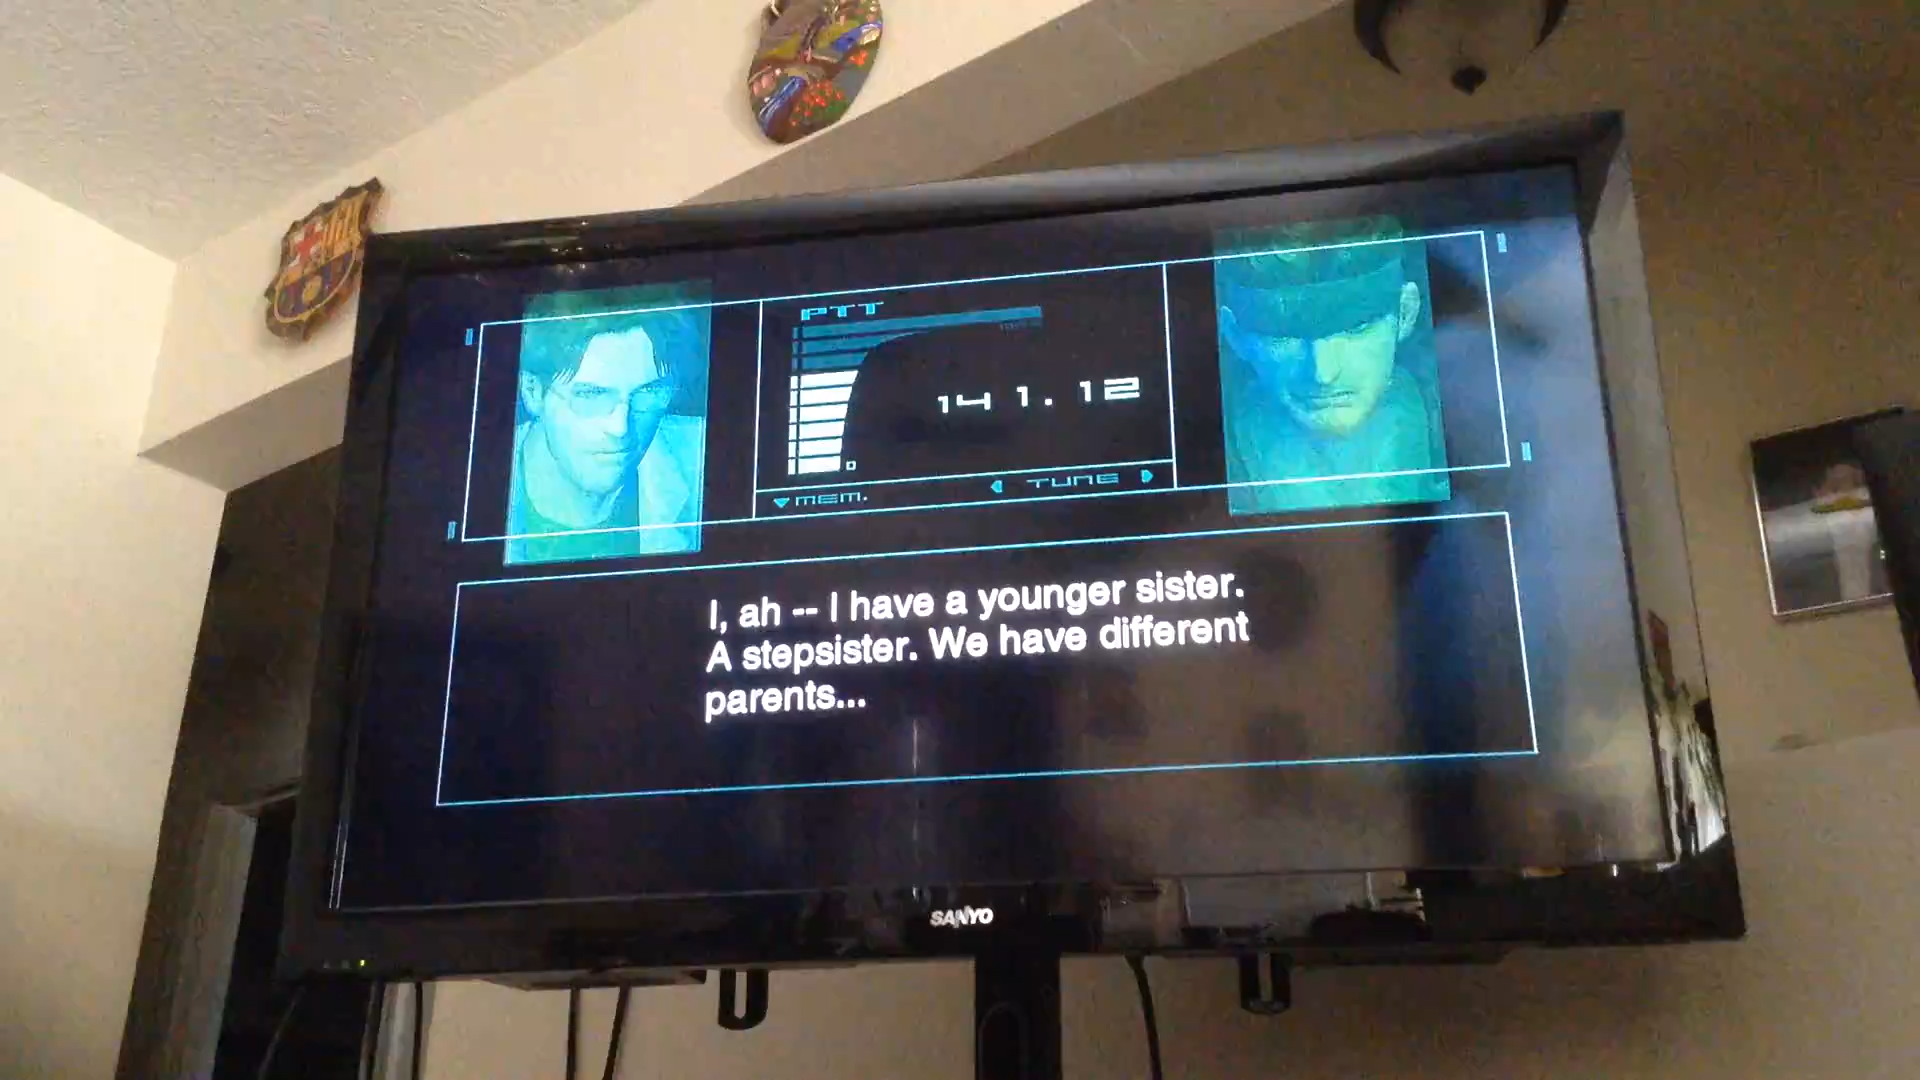 PTT
141.12
MEM.
TUNE
I, ah -- I have a younger sister.
A stepsister. We have different
parents...
SANYO